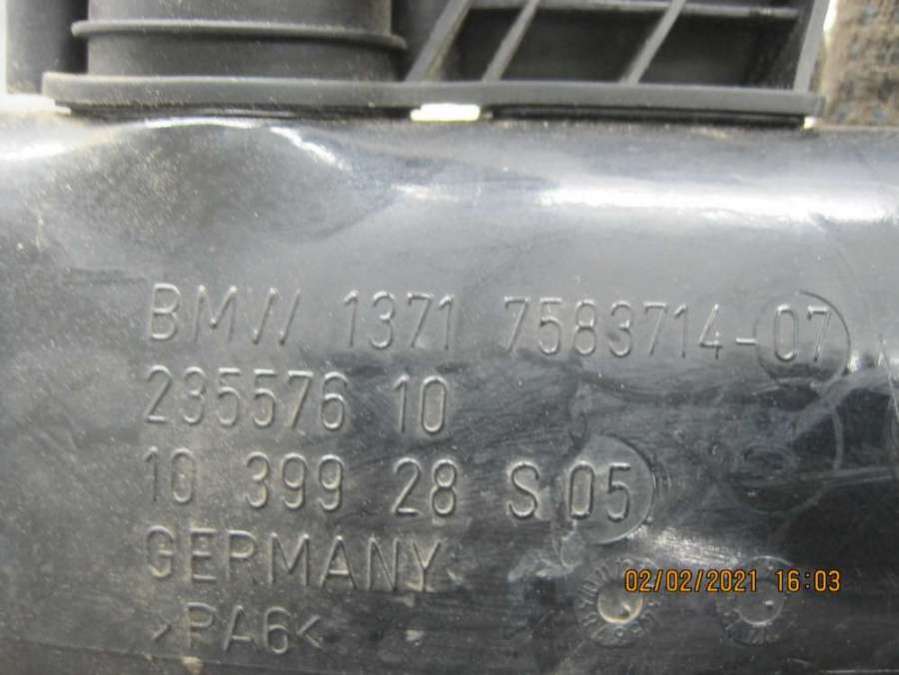 BMW 1371 7583714-07
235576 10
10 399 28 S 05
GERMANY
>PA6<
02/02/2021 16:03